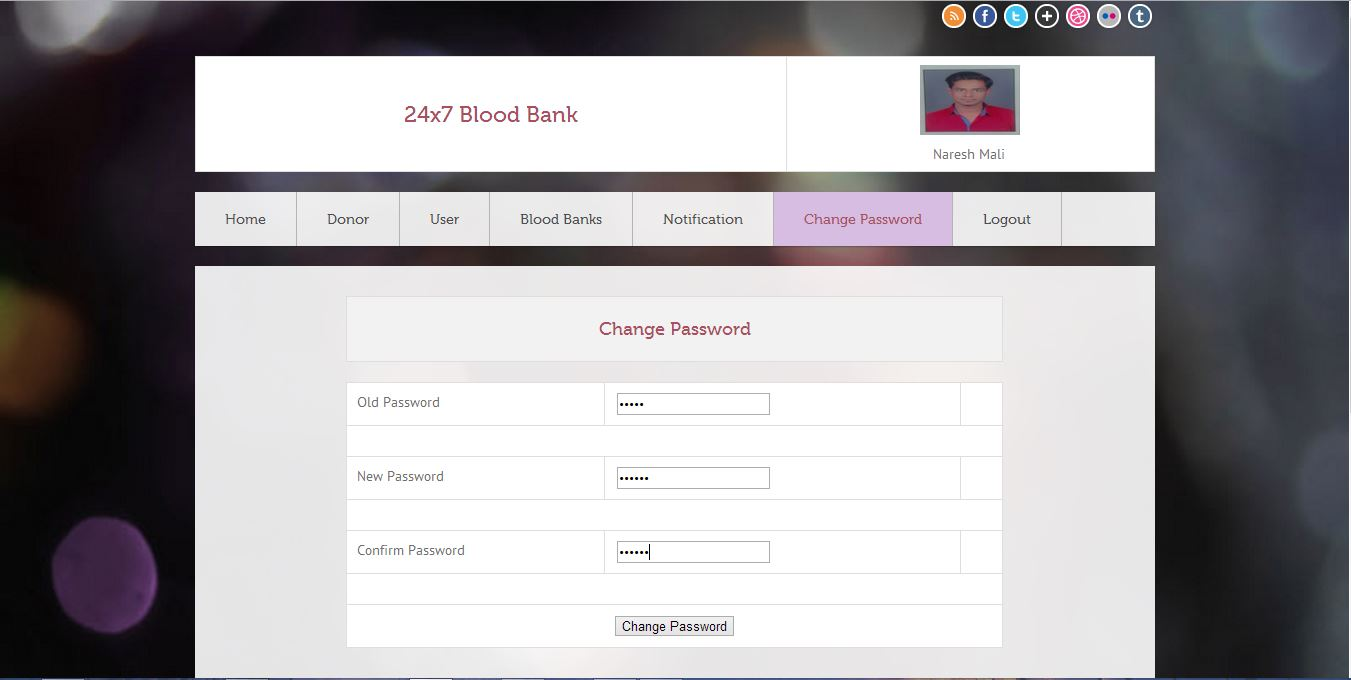 24x7 Blood Bank
Naresh Mali
Home Donor User Blood Banks Notification Change Password Logout
Change Password
Old Password •••••
New Password ••••••
Confirm Password ••••••
Change Password